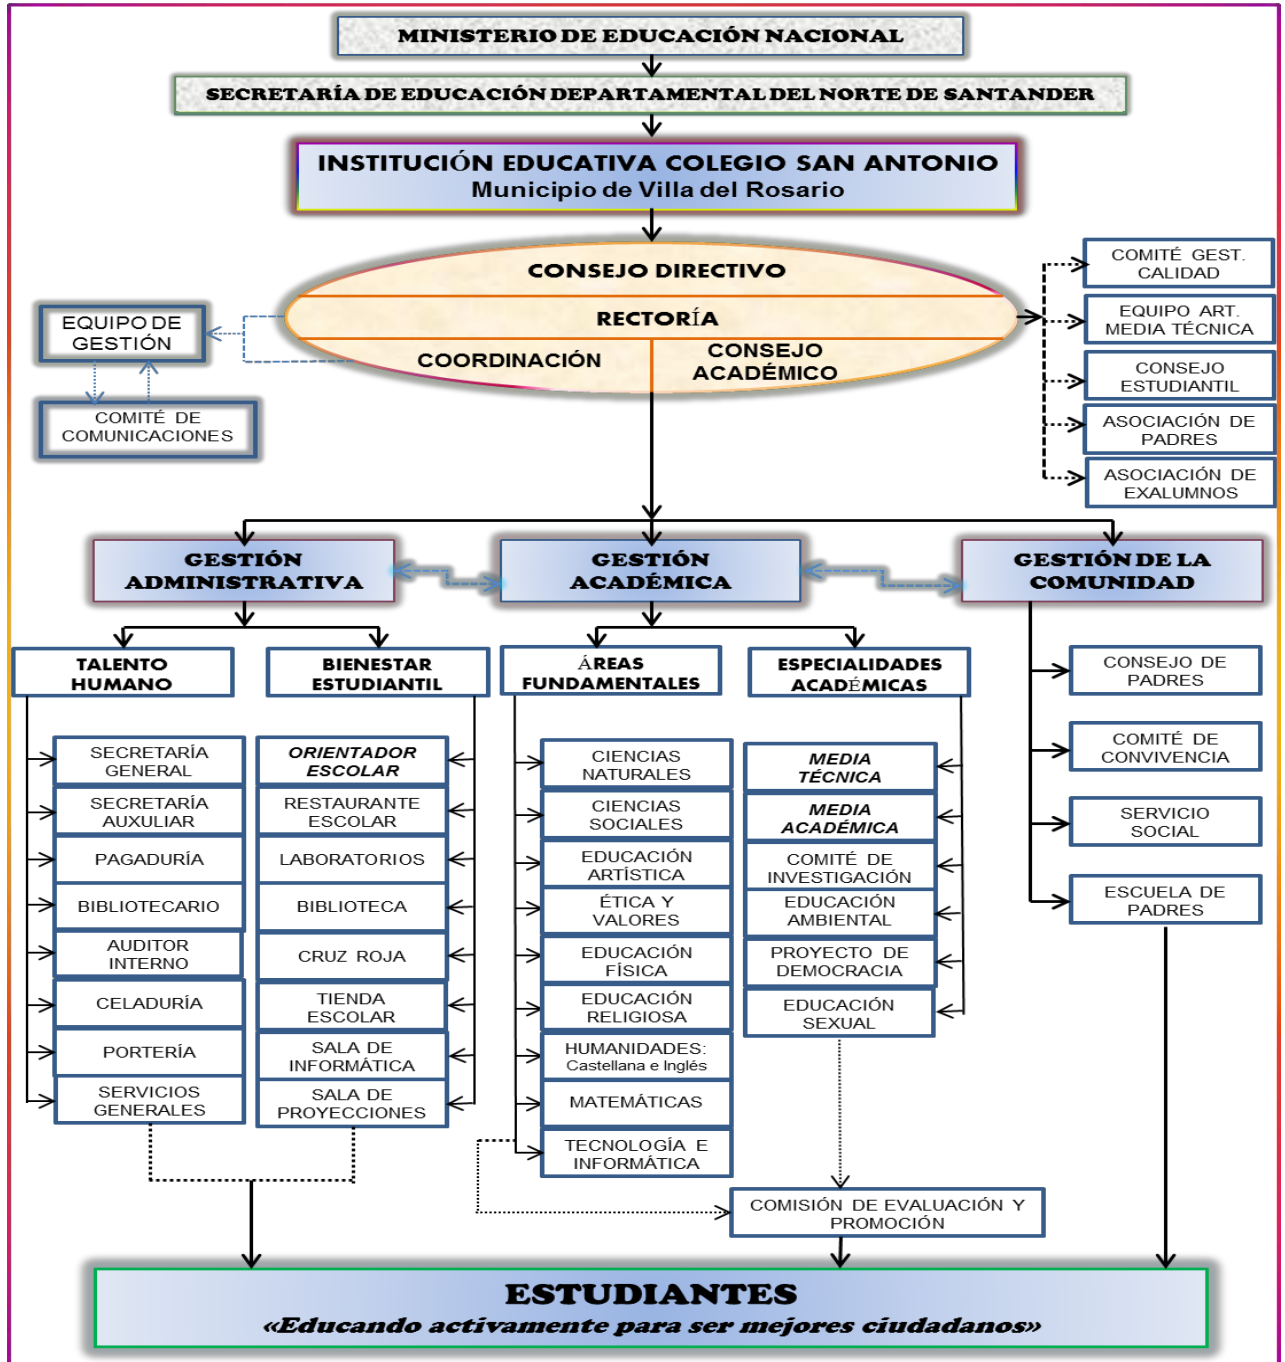 MINISTERIO DE EDUCACIÓN NACIONAL
SECRETARÍA DE EDUCACIÓN DEPARTAMENTAL DEL NORTE DE SANTANDER
INSTITUCIÓN EDUCATIVA COLEGIO SAN ANTONIO
Municipio de Villa del Rosario
CONSEJO DIRECTIVO
RECTORÍA
COORDINACIÓN
CONSEJO
ACADÉMICO
EQUIPO DE
GESTIÓN
COMITÉ DE
COMUNICACIONES
COMITÉ GEST.
CALIDAD
EQUIPO ART.
MEDIA TÉCNICA
CONSEJO
ESTUDIANTIL
ASOCIACIÓN DE
PADRES
ASOCIACIÓN DE
EXALUMNOS
GESTIÓN
ADMINISTRATIVA
GESTIÓN
ACADÉMICA
GESTIÓN DE LA
COMUNIDAD
TALENTO
HUMANO
BIENESTAR
ESTUDIANTIL
ÁREAS
FUNDAMENTALES
ESPECIALIDADES
ACADÉMICAS
SECRETARÍA
GENERAL
SECRETARÍA
AUXULIAR
PAGADURÍA
BIBLIOTECARIO
AUDITOR
INTERNO
CELADURÍA
PORTERÍA
SERVICIOS
GENERALES
ORIENTADOR
ESCOLAR
RESTAURANTE
ESCOLAR
LABORATORIOS
BIBLIOTECA
CRUZ ROJA
TIENDA
ESCOLAR
SALA DE
INFORMÁTICA
SALA DE
PROYECCIONES
CIENCIAS
NATURALES
CIENCIAS
SOCIALES
EDUCACIÓN
ARTÍSTICA
ÉTICA Y
VALORES
EDUCACIÓN
FÍSICA
EDUCACIÓN
RELIGIOSA
HUMANIDADES:
Castellana e Inglés
MATEMÁTICAS
TECNOLOGÍA E
INFORMÁTICA
MEDIA
TÉCNICA
MEDIA
ACADÉMICA
COMITÉ DE
INVESTIGACIÓN
EDUCACIÓN
AMBIENTAL
PROYECTO DE
DEMOCRACIA
EDUCACIÓN
SEXUAL
COMISIÓN DE EVALUACIÓN Y
PROMOCIÓN
CONSEJO DE
PADRES
COMITÉ DE
CONVIVENCIA
SERVICIO
SOCIAL
ESCUELA DE
PADRES
ESTUDIANTES
«Educando activamente para ser mejores ciudadanos»